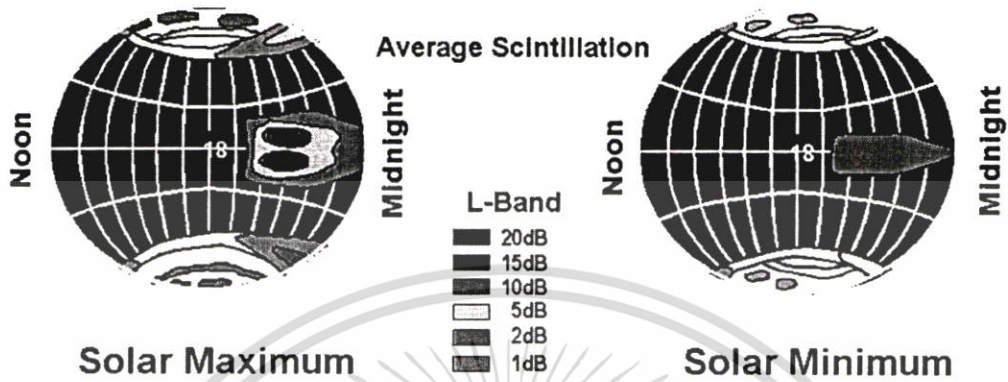 Average Scintillation
Noon
18
Midnight
Noon
18
Midnight
L-Band
20dB
15dB
10dB
5dB
2dB
1dB
Solar Maximum
Solar Minimum